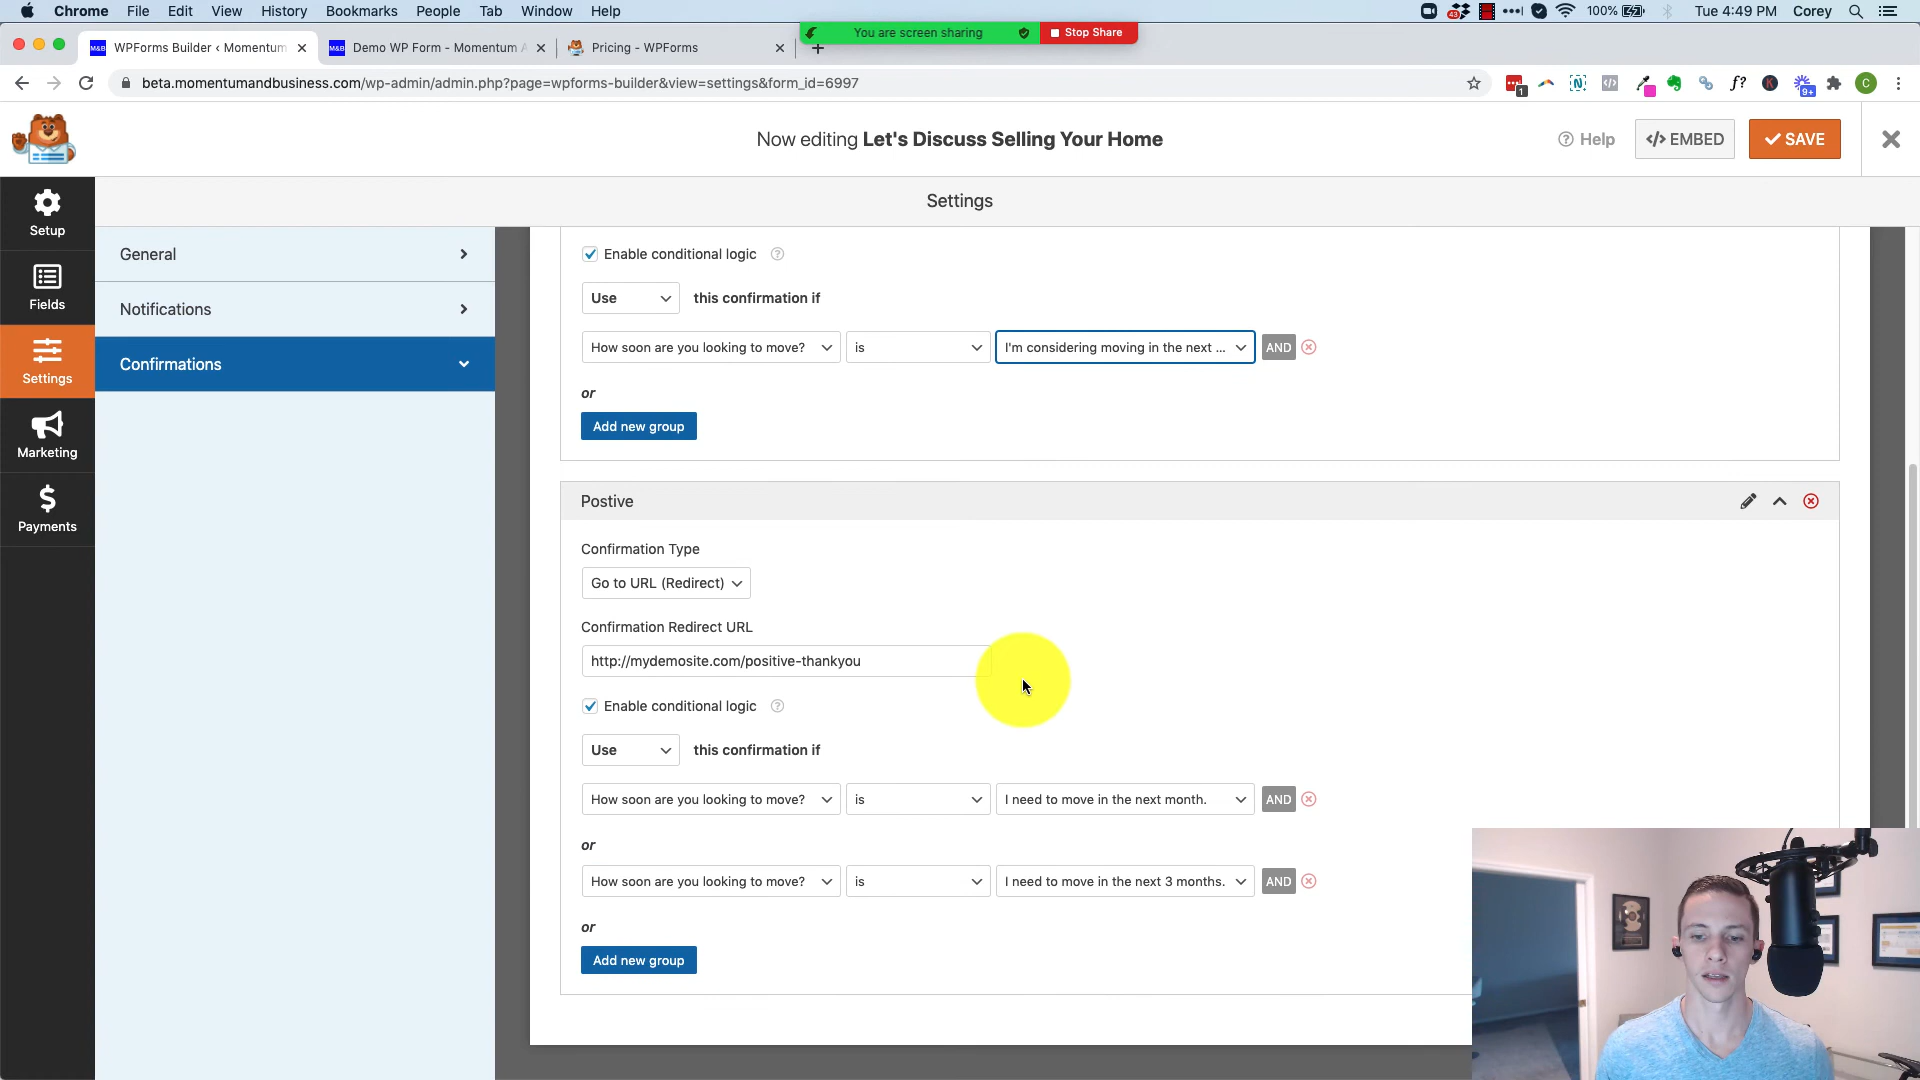 Chrome File Edit View History Bookmarks People Tab Window Help
43 100% Tue 4:49 PM Corey
You are screen sharing Stop Share
M&B WPForms Builder ‹ Momentum M&B Demo WP Form - Momentum A Pricing - WPForms
beta.momentumandbusiness.com/wp-admin/admin.php?page=wpforms-builder&view=settings&form_id=6997
1 N f? K 9+ C
Now editing Let's Discuss Selling Your Home
Help </> EMBED SAVE
Settings
Setup
Fields
Settings
Marketing
Payments
General
Notifications
Confirmations
Enable conditional logic ?
Use this confirmation if
How soon are you looking to move? is I'm considering moving in the next ... AND
or
Add new group
Postive
Confirmation Type
Go to URL (Redirect)
Confirmation Redirect URL
http://mydemosite.com/positive-thankyou
Enable conditional logic ?
Use this confirmation if
How soon are you looking to move? is I need to move in the next month. AND
or
How soon are you looking to move? is I need to move in the next 3 months. AND
or
Add new group